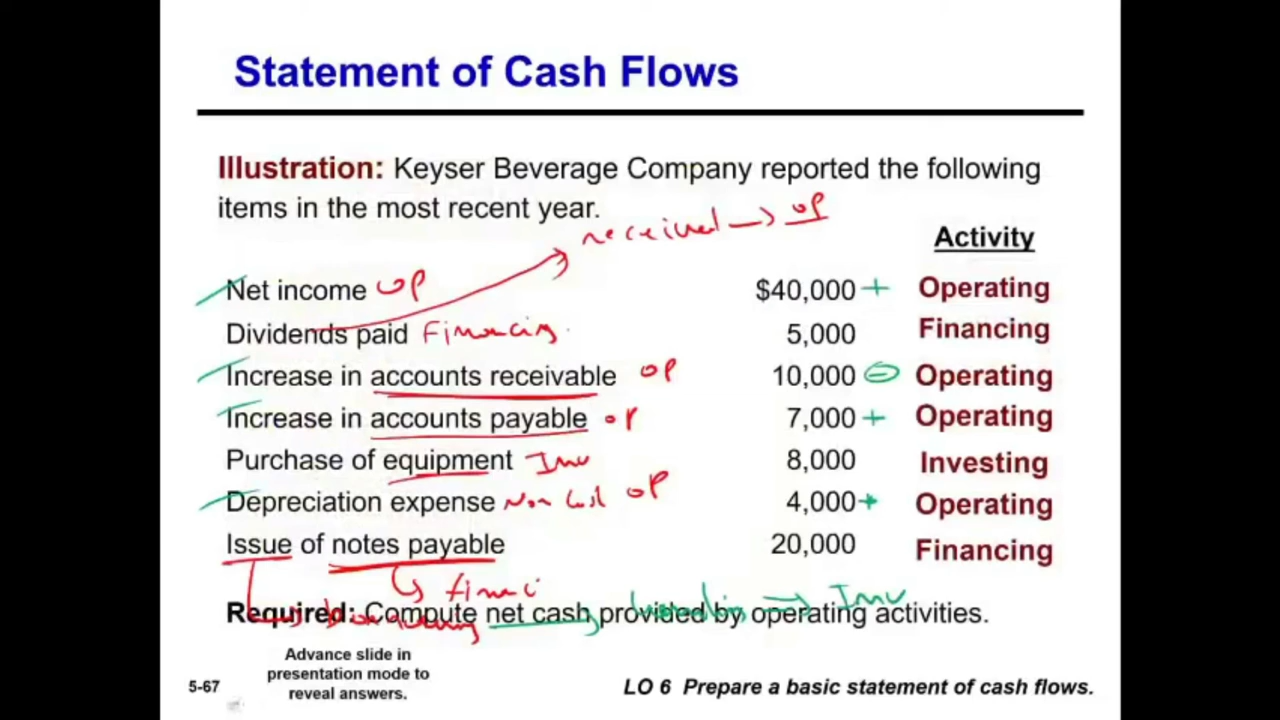 Statement of Cash Flows
Illustration: Keyser Beverage Company reported the following
items in the most recent year.
received → OP
Activity
Net income OP $40,000 + Operating
Dividends paid Financing 5,000 Financing
Increase in accounts receivable OP 10,000 − Operating
Increase in accounts payable OP 7,000 + Operating
Purchase of equipment Inv 8,000 Investing
Depreciation expense Non Cash OP 4,000+ Operating
Issue of notes payable 20,000 Financing
financi
Inv
Required: Compute net cash provided by operating activities.
borrowing
Advance slide in
presentation mode to
reveal answers.
5-67
LO 6 Prepare a basic statement of cash flows.